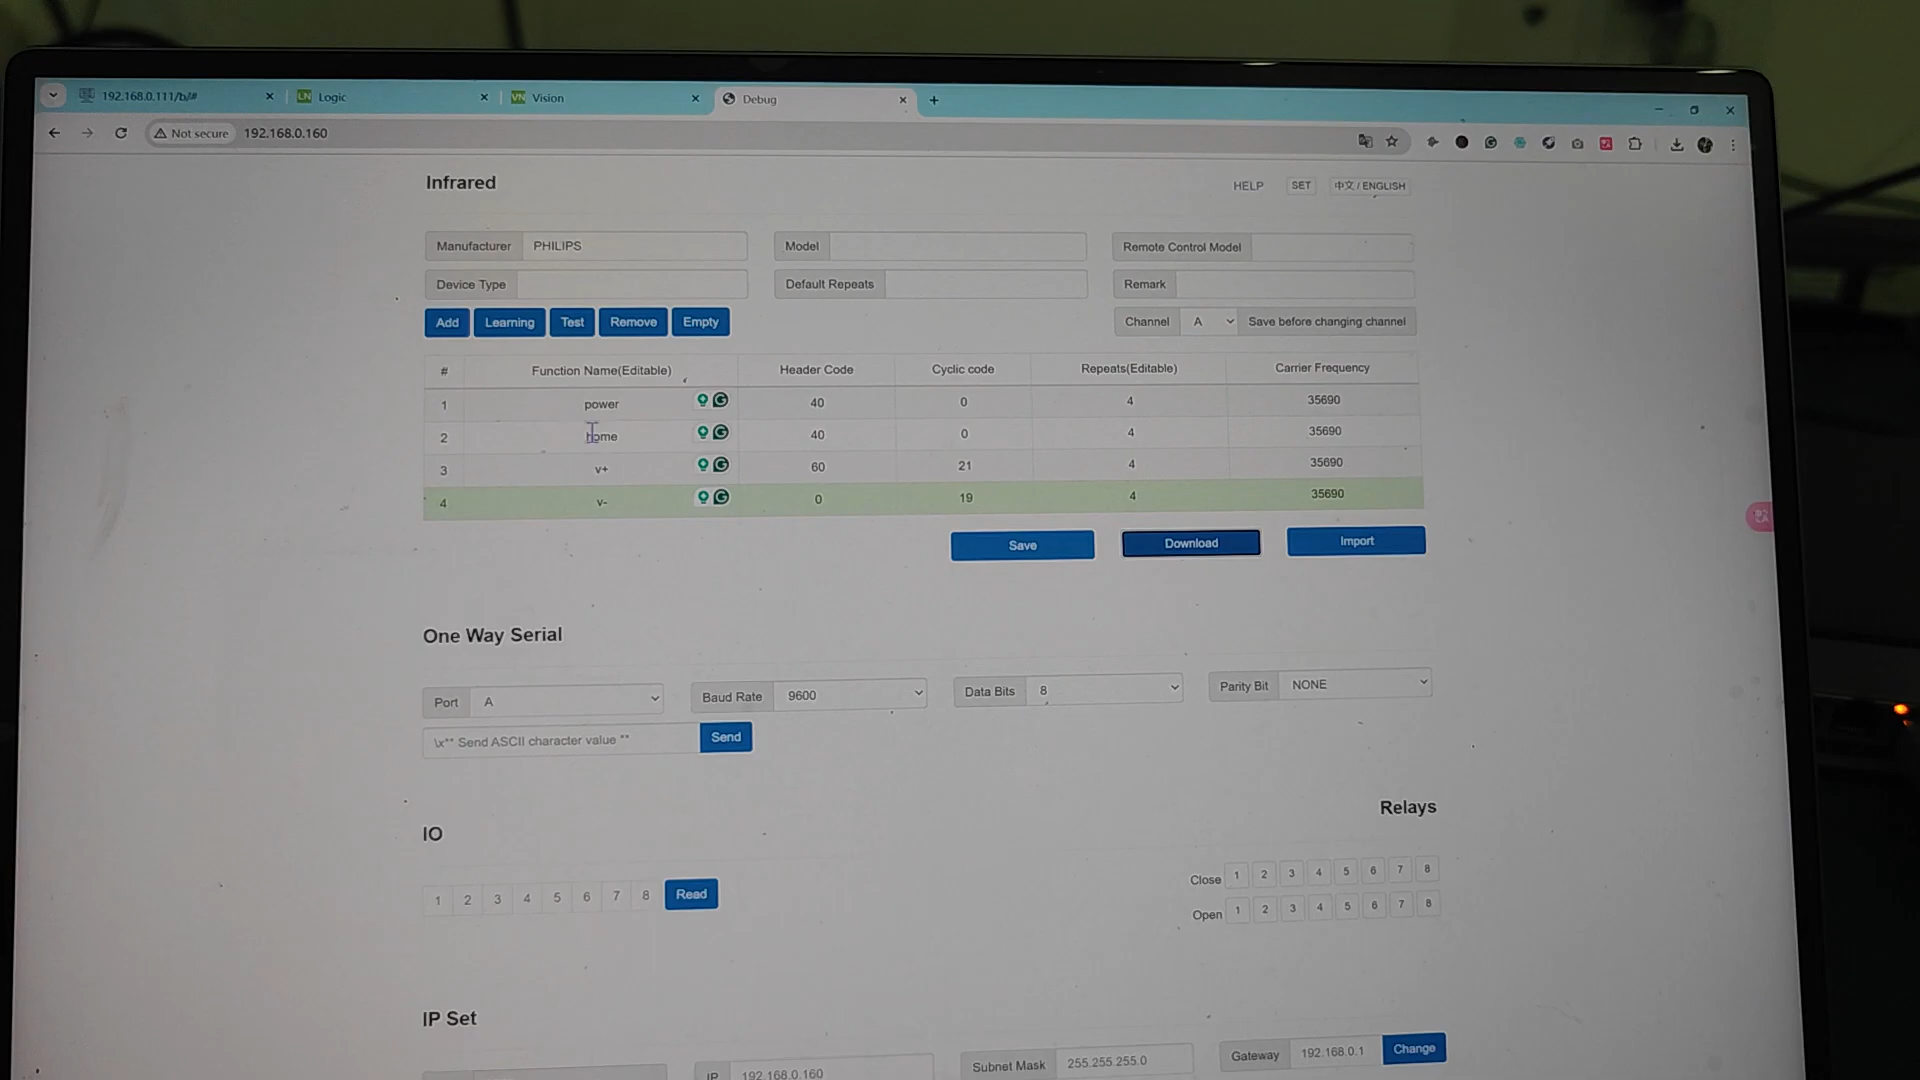 192.168.0.111/b/# Logic Vision Debug
Not secure 192.168.0.160
Infrared HELP SET 中文 / ENGLISH
Manufacturer PHILIPS Model Remote Control Model
Device Type Default Repeats Remark
Add Learning Test Remove Empty Channel A Save before changing channel
# Function Name(Editable) Header Code Cyclic code Repeats(Editable) Carrier Frequency
1 power 40 0 4 35690
2 home 40 0 4 35690
3 v+ 60 21 4 35690
4 v- 0 19 4 35690
Save Download Import
One Way Serial
Port A Baud Rate 9600 Data Bits 8 Parity Bit NONE
\x** Send ASCII character value ** Send
Relays
IO
Close 1 2 3 4 5 6 7 8
1 2 3 4 5 6 7 8 Read
Open 1 2 3 4 5 6 7 8
IP Set
IP 192.168.0.160 Subnet Mask 255.255.255.0 Gateway 192.168.0.1 Change